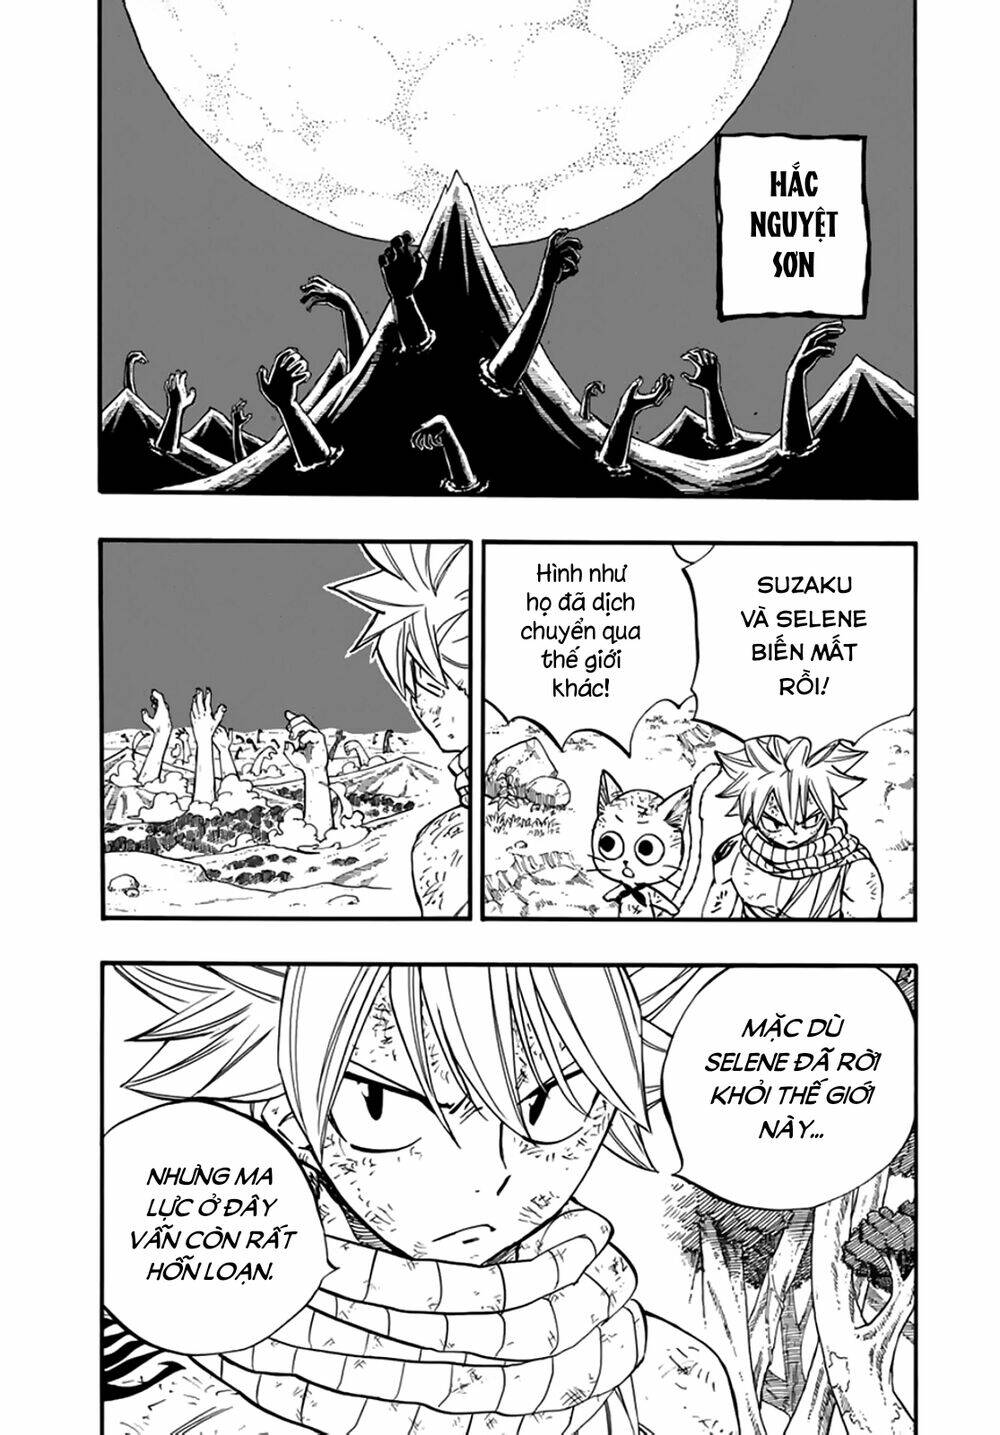 HẮC
NGUYỆT
SƠN
SUZAKU
VÀ SELENE
BIẾN MẤT
RỒI!
Hình như
họ đã dịch
chuyển qua
thế giới
khác!
MẶC DÙ
SELENE ĐÃ RỜI
KHỎI THẾ GIỚI
NÀY...
NHƯNG MA
LỰC Ở ĐÂY
VẪN CÒN RẤT
HỖN LOẠN.